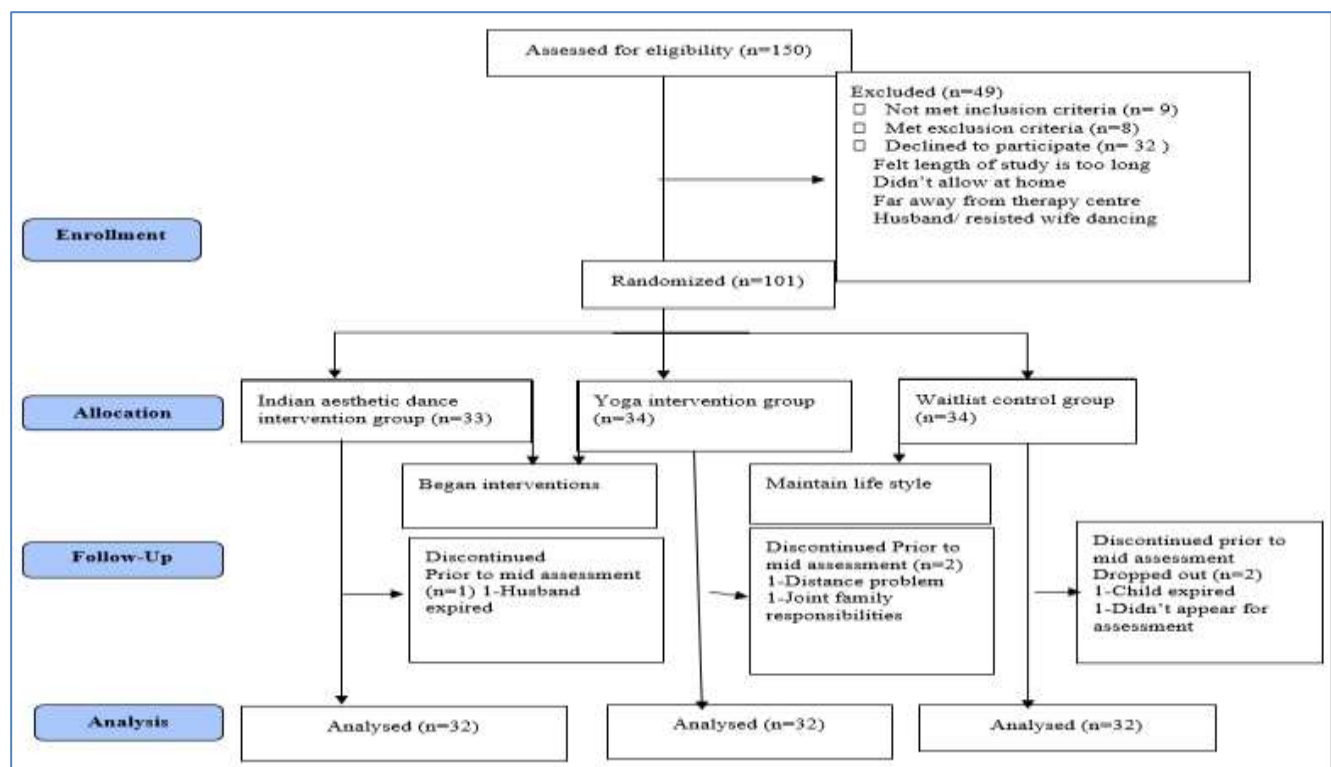 Assessed for eligibility (n=150)
Excluded (n=49)
☐ Not met inclusion criteria (n= 9)
☐ Met exclusion criteria (n=8)
☐ Declined to participate (n= 32 )
Felt length of study is too long
Didn't allow at home
Far away from therapy centre
Husband/ resisted wife dancing
Enrollment
Randomized (n=101)
Allocation
Indian aesthetic dance
intervention group (n=33)
Yoga intervention group
(n=34)
Waitlist control group
(n=34)
Began interventions
Maintain life style
Follow-Up
Discontinued
Prior to mid assessment
(n=1) 1-Husband
expired
Discontinued Prior to
mid assessment (n=2)
1-Distance problem
1-Joint family
responsibilities
Discontinued prior to
mid assessment
Dropped out (n=2)
1-Child expired
1-Didn't appear for
assessment
Analysis
Analysed (n=32)
Analysed (n=32)
Analysed (n=32)